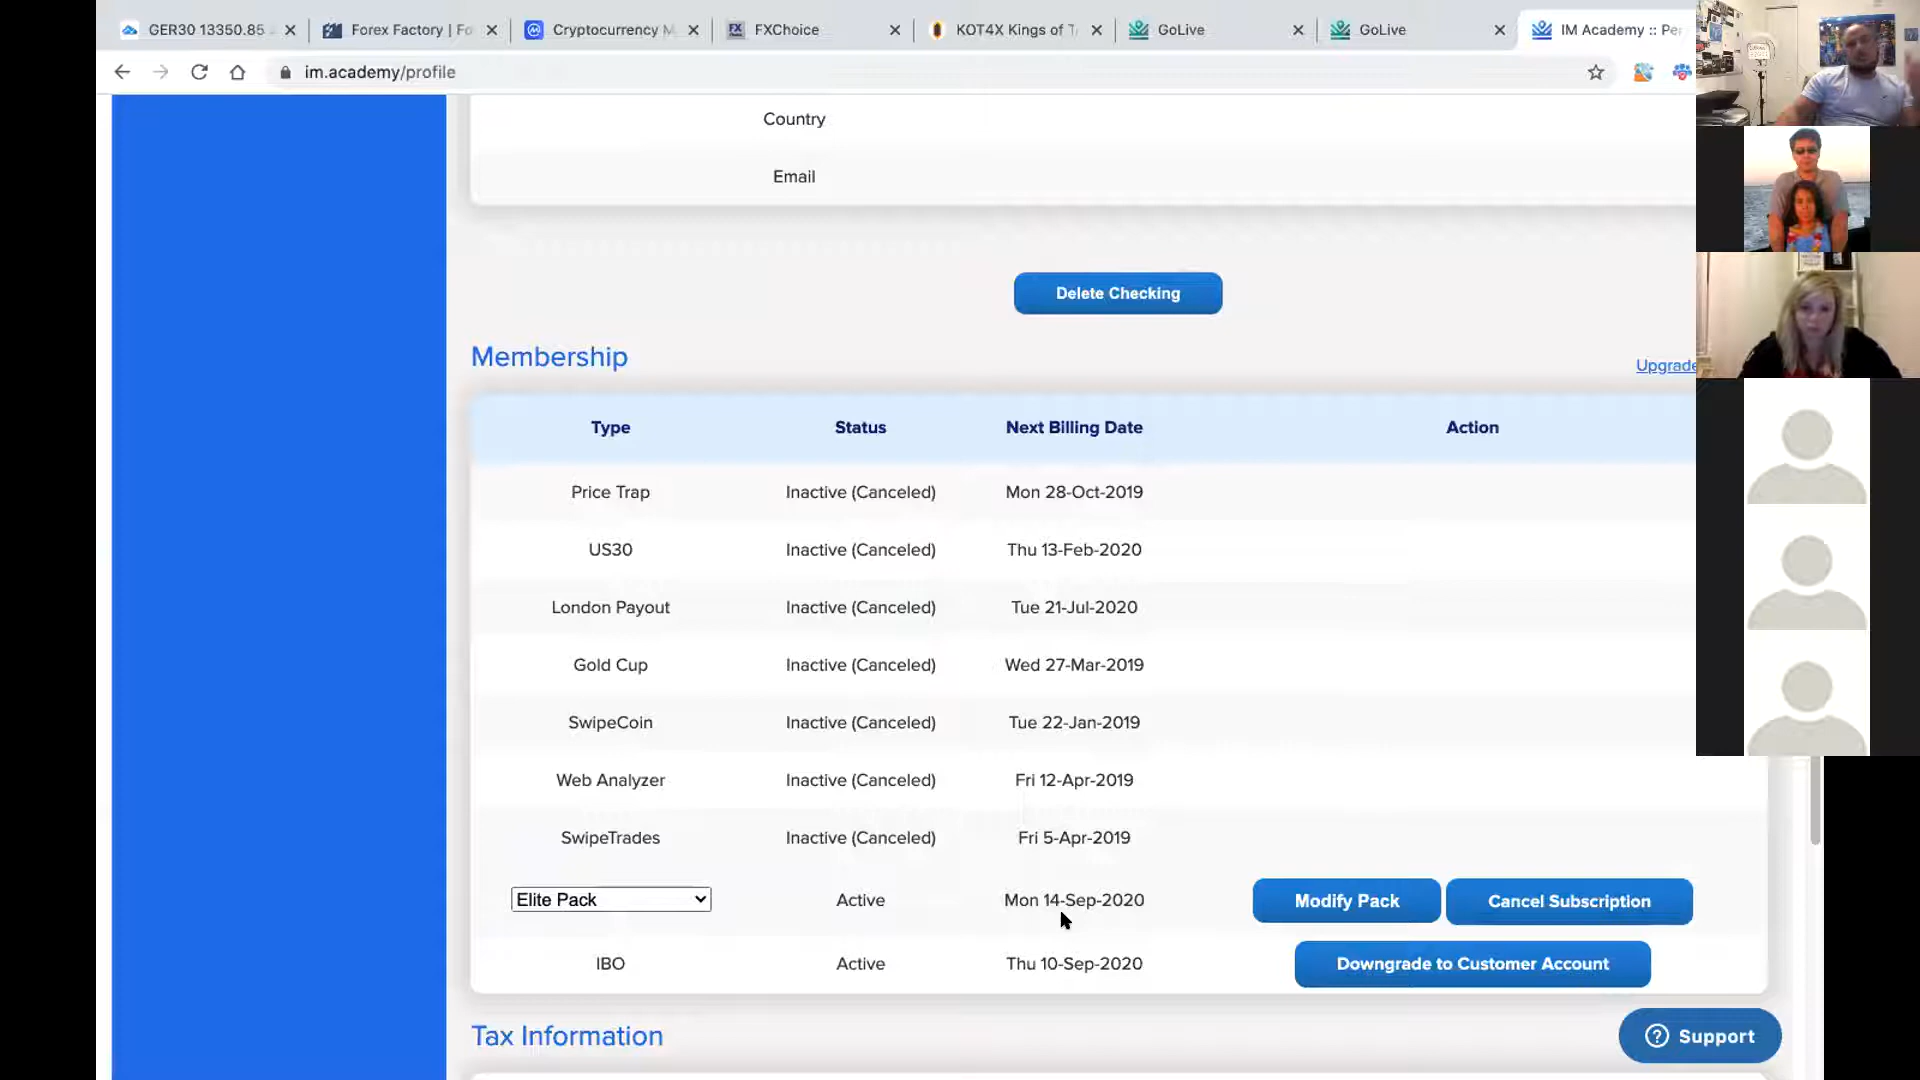 GER30 13350.85
Forex Factory | Fo
Cryptocurrency M
FXChoice
KOT4X Kings of T
GoLive
GoLive
IM Academy :: Per
im.academy/profile
Country
Email
Delete Checking
Membership
Upgrade
Type Status Next Billing Date Action
Price Trap Inactive (Canceled) Mon 28-Oct-2019
US30 Inactive (Canceled) Thu 13-Feb-2020
London Payout Inactive (Canceled) Tue 21-Jul-2020
Gold Cup Inactive (Canceled) Wed 27-Mar-2019
SwipeCoin Inactive (Canceled) Tue 22-Jan-2019
Web Analyzer Inactive (Canceled) Fri 12-Apr-2019
SwipeTrades Inactive (Canceled) Fri 5-Apr-2019
Elite Pack Active Mon 14-Sep-2020 Modify Pack Cancel Subscription
IBO Active Thu 10-Sep-2020 Downgrade to Customer Account
Tax Information
Support